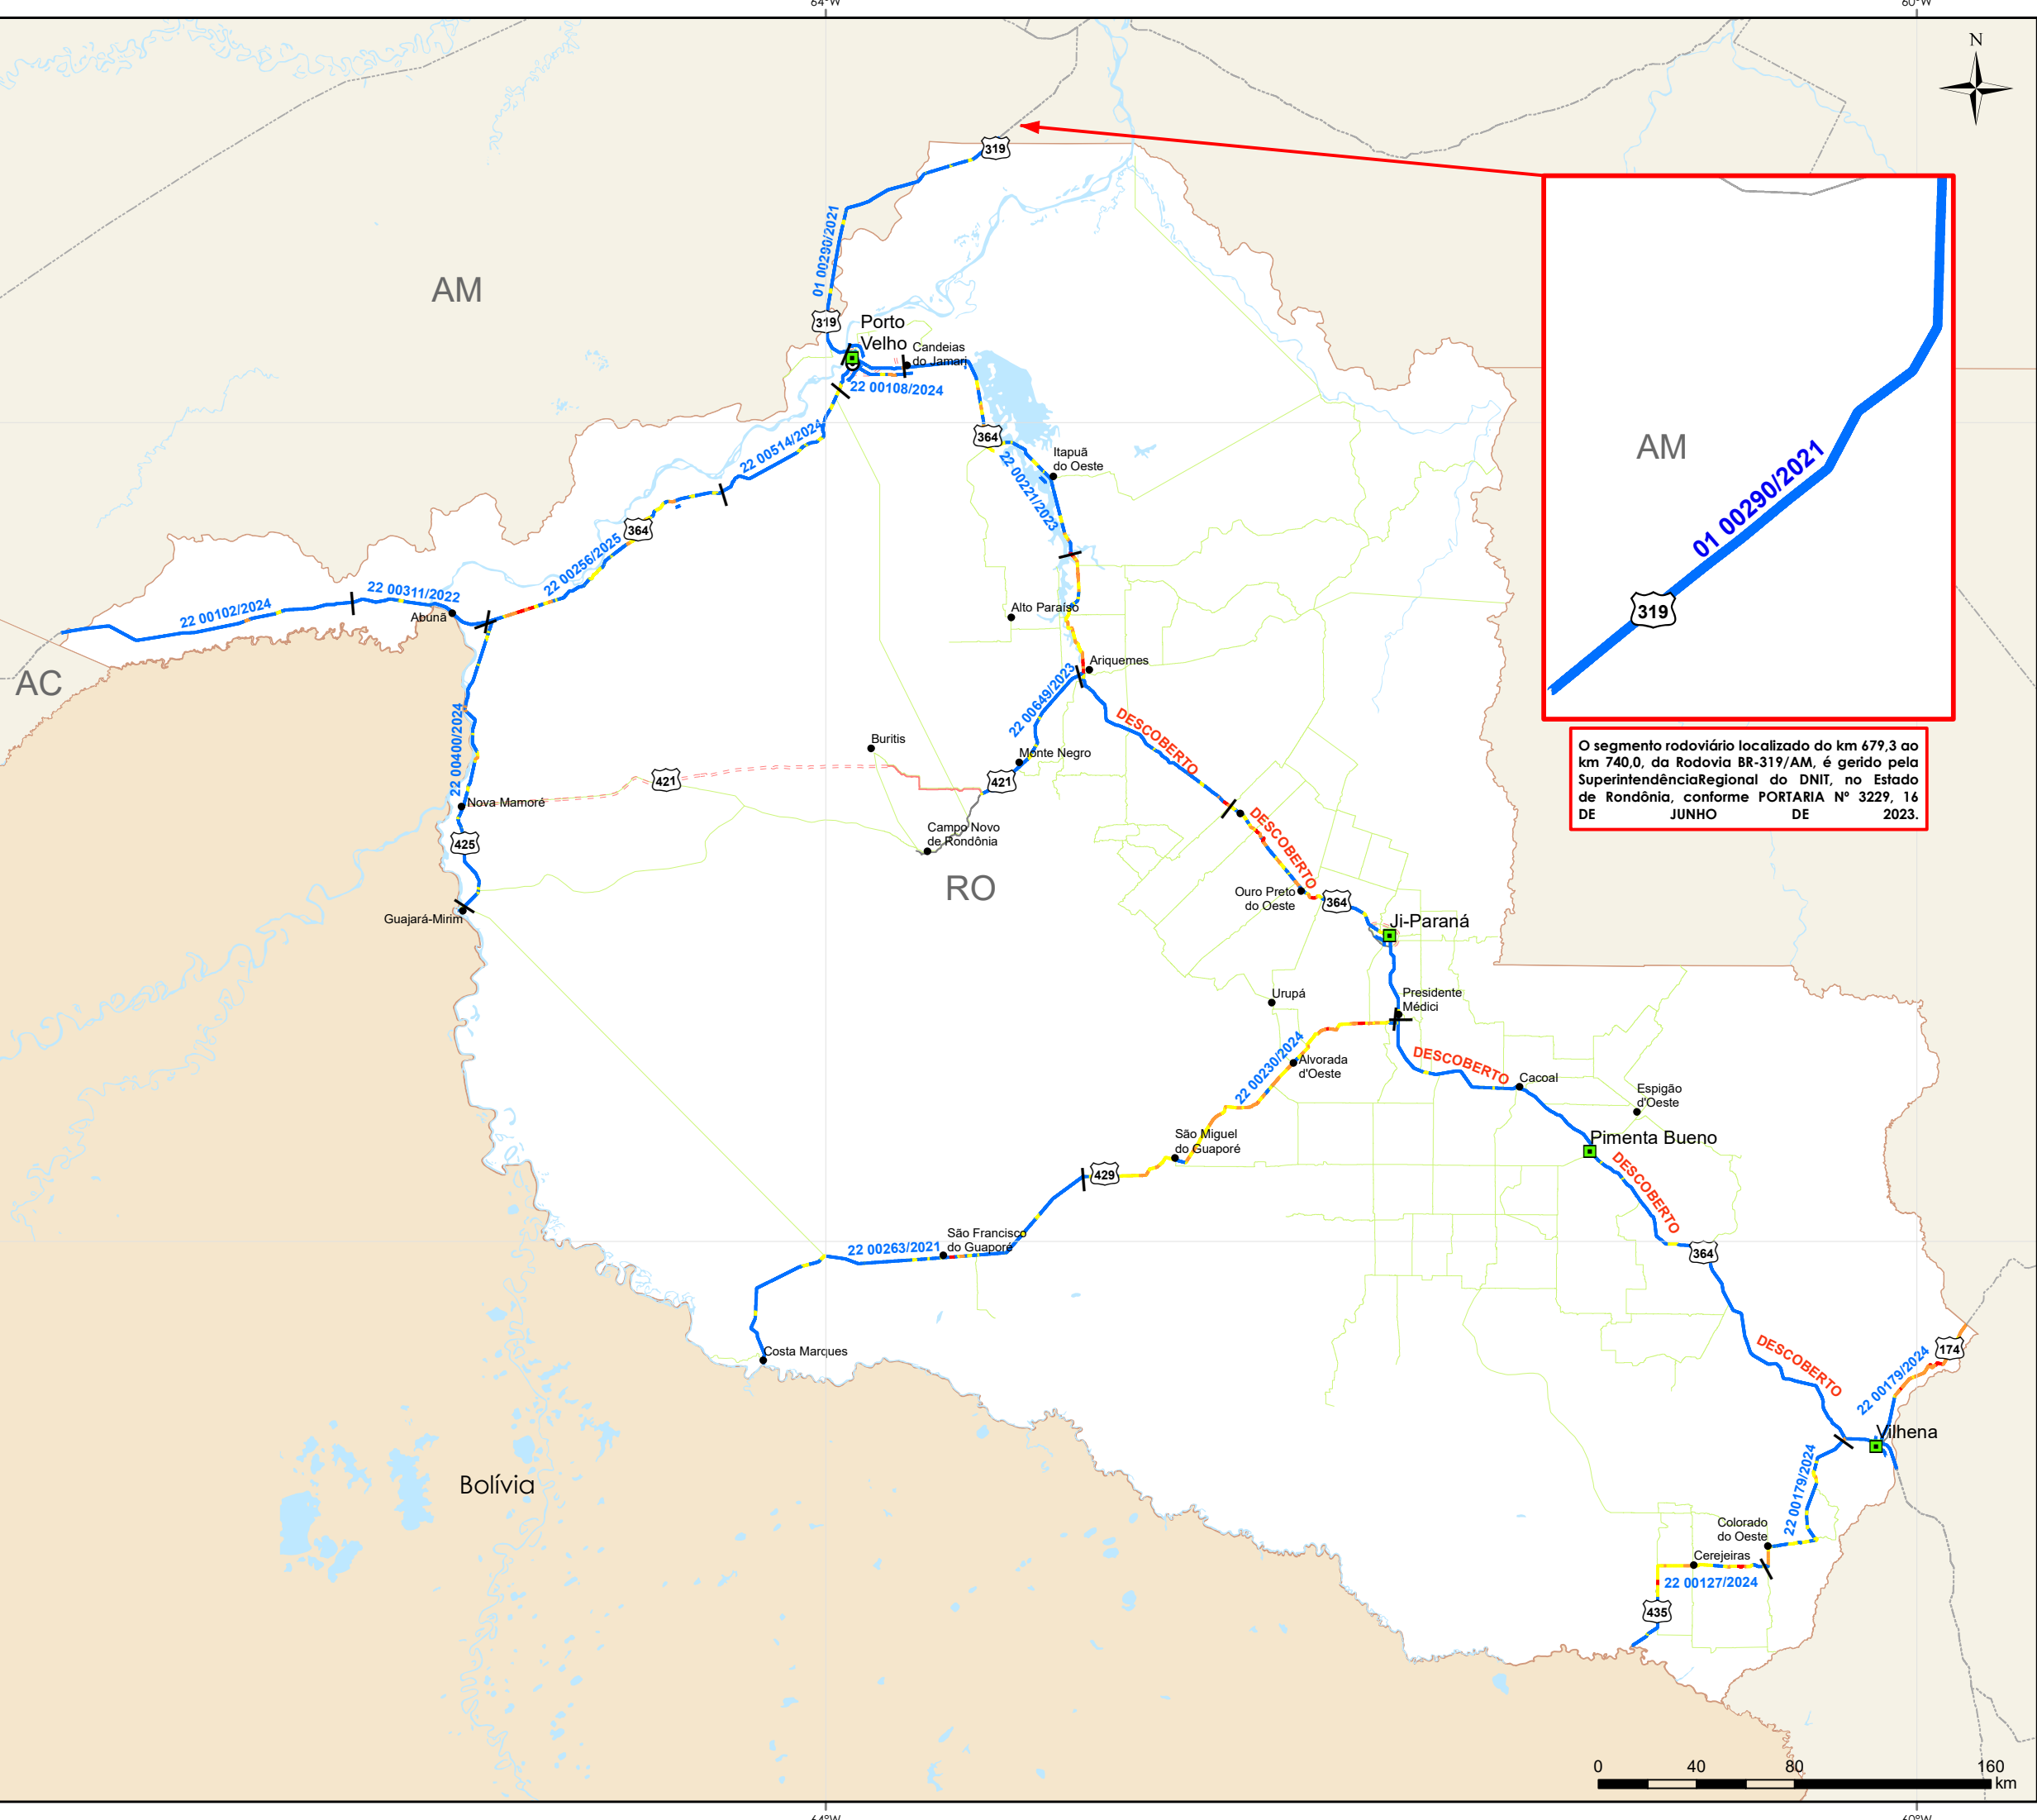 64°W
60°W
N
319
01 00290/2021
AM
319
Porto
Velho
Candeias
do Jamari
22 00108/2024
AM
01 00290/2021
319
22 00514/2024
364
Itapuã
do Oeste
22 00221/2023
364
22 00256/2025
22 00311/2022
22 00102/2024
Abunã
Alto Paraíso
AC
Ariquemes
22 00649/2023
DESCOBERTO
22 00400/2024
Buritis
Monte Negro
421
421
Nova Mamoré
O segmento rodoviário localizado do km 679,3 ao
km 740,0, da Rodovia BR-319/AM, é gerido pela
SuperintendênciaRegional do DNIT, no Estado
de Rondônia, conforme PORTARIA Nº 3229, 16
DE JUNHO DE 2023.
425
Campo Novo
de Rondônia
DESCOBERTO
RO
Ouro Preto
do Oeste
364
Guajará-Mirim
Ji-Paraná
Urupá
Presidente
Médici
22 00230/2024
Alvorada
d'Oeste
DESCOBERTO
Cacoal
Espigão
d'Oeste
São Miguel
do Guaporé
Pimenta Bueno
429
DESCOBERTO
São Francisco
do Guaporé
22 00263/2021
364
Costa Marques
DESCOBERTO
174
22 00179/2024
Vilhena
Bolívia
22 00179/2024
Colorado
do Oeste
Cerejeiras
22 00127/2024
435
0 40 80 160
km
64°W
60°W